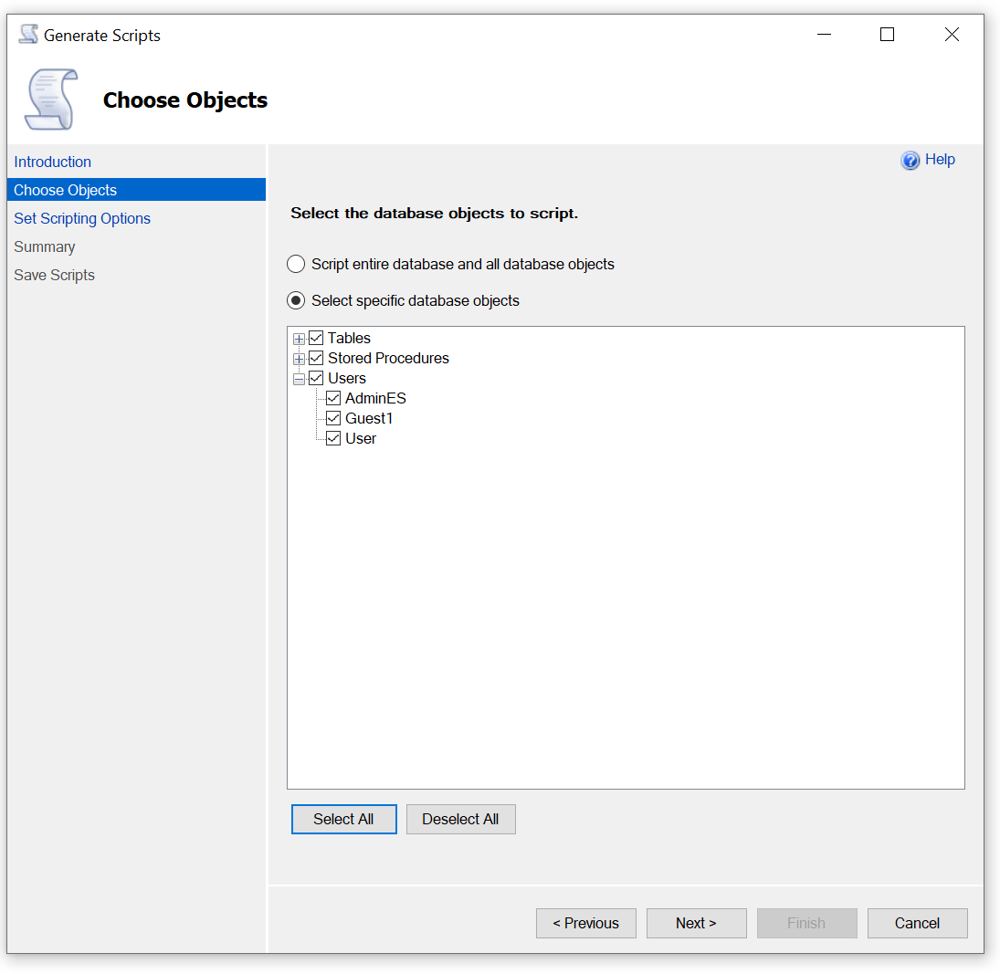 Generate Scripts
Choose Objects
Introduction
Choose Objects
Set Scripting Options
Summary
Save Scripts
Help
Select the database objects to script.
Script entire database and all database objects
Select specific database objects
Tables
Stored Procedures
Users
AdminES
Guest1
User
Select All
Deselect All
< Previous
Next >
Finish
Cancel